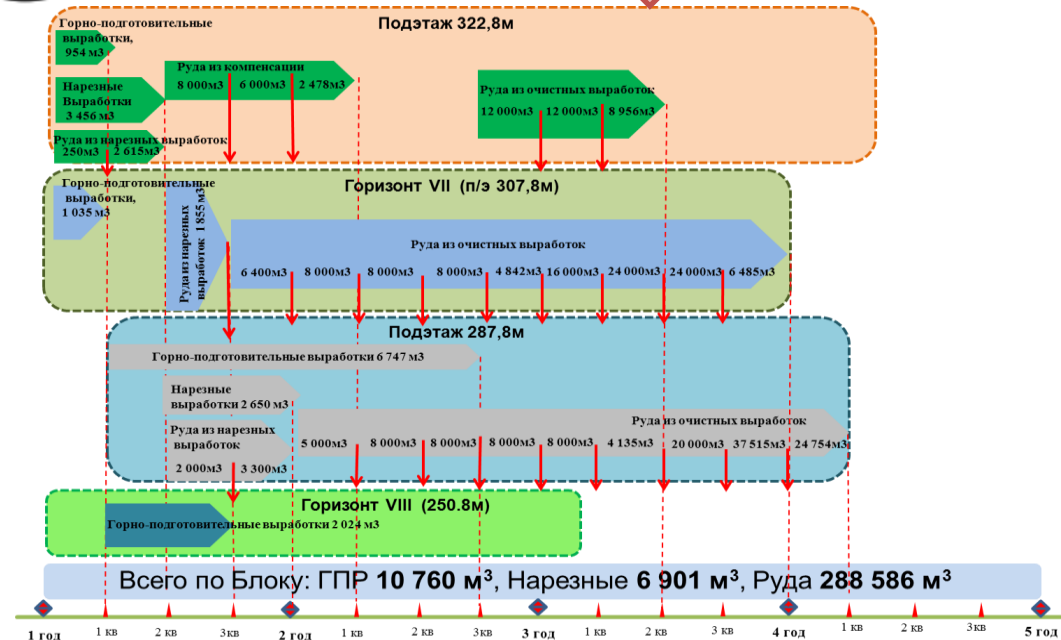 Подэтаж 322,8м
Горно-подготовительные
выработки,
954 м3
Нарезные
Выработки
3 456 м3
Руда из нарезных выработок
250м3 2 615м3
Руда из компенсации
8 000м3 6 000м3 2 478м3
Руда из очистных выработок
12 000м3 12 000м3 8 956м3
Горизонт VII (п/э 307,8м)
Горно-подготовительные
выработки,
1 035 м3
Руда из нарезных
выработок 1 855 м3
Руда из очистных выработок
6 400м3 8 000м3 8 000м3 8 000м3 4 842м3 16 000м3 24 000м3 24 000м3 6 485м3
Подэтаж 287,8м
Горно-подготовительные выработки 6 747 м3
Нарезные
выработки 2 650 м3
Руда из нарезных
выработок
2 000м3 3 300м3
Руда из очистных выработок
5 000м3 8 000м3 8 000м3 8 000м3 8 000м3 4 135м3 20 000м3 37 515м3 24 754м3
Горизонт VIII (250.8м)
Горно-подготовительные выработки 2 024 м3
Всего по Блоку: ГПР 10 760 м³, Нарезные 6 901 м³, Руда 288 586 м³
1 год 1 кв 2 кв 3кв 2 год 1 кв 2 кв 3 кв 3 год 1 кв 2 кв 3 кв 4 год 1 кв 2 кв 3 кв 5 год